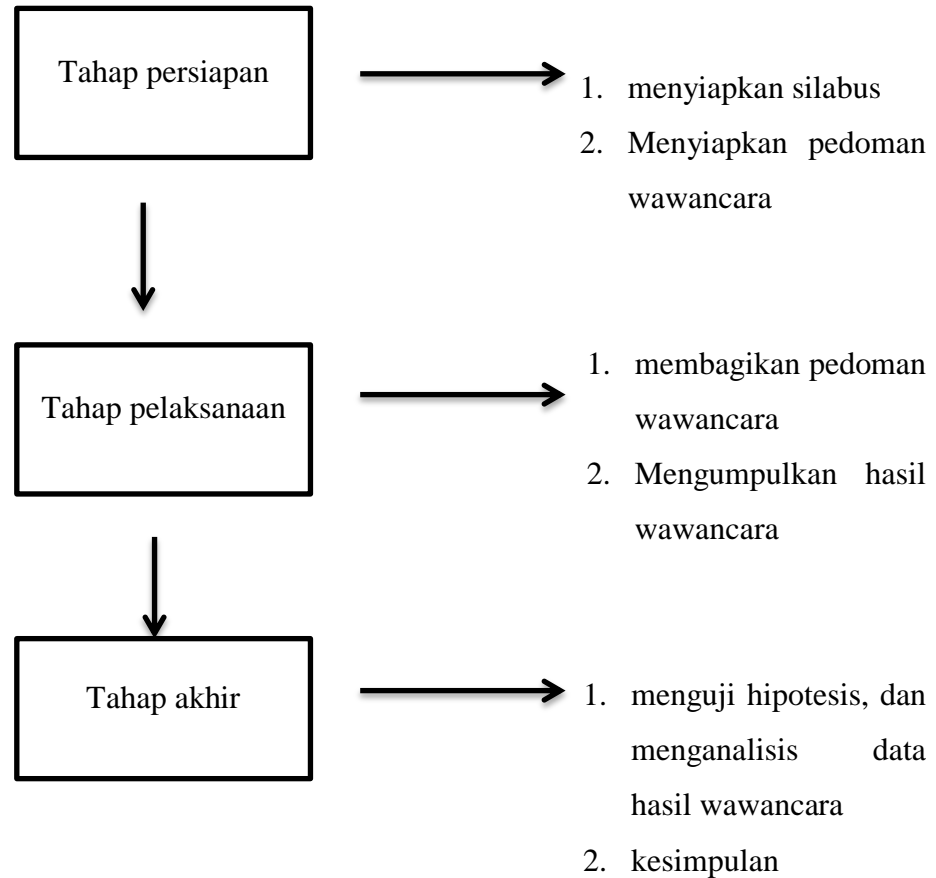 Tahap persiapan
1. menyiapkan silabus
2. Menyiapkan pedoman
wawancara
Tahap pelaksanaan
1. membagikan pedoman
wawancara
2. Mengumpulkan hasil
wawancara
Tahap akhir
1. menguji hipotesis, dan
menganalisis data
hasil wawancara
2. kesimpulan